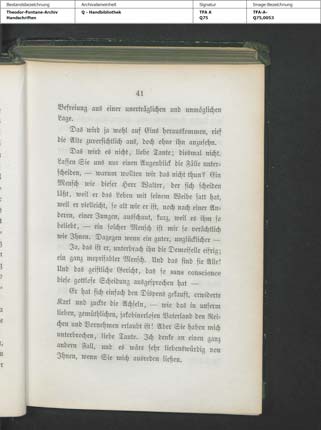 Bestandsbezeichnung
Theodor-Fontane-Archiv
Handschriften
Archivalieneinheit
Q - Handbibliothek
Signatur
TFA A
Q75
Image-Bezeichnung
TFA-A-
Q75,0053
41
Befreiung aus einer unerträglichen und unmöglichen
Lage.
Das wird ja wohl auf Eins herauskommen, rief
die Alte zuversichtlich aus, doch ohne ihn anzusehn.
Das wird es nicht, liebe Tante; diesmal nicht.
Lassen Sie uns nur einen Augenblick die Fälle unter-
scheiden, — warum wollten wir das nicht thun? Ein
Mensch wie dieser Herr Walter, der sich scheiden
läßt, weil er das Leben mit seinem Weibe satt hat,
weil er vielleicht, so alt wie er ist, noch nach einer An-
deren, einer Jungen, ausschaut, kurz, weil es ihm so
beliebt, — ein solcher Mensch ist mir so verächtlich
wie Ihnen. Dagegen wenn ein guter, unglücklicher —
Ja, das ist er, unterbrach ihn die Demoiselle eifrig;
ein ganz unersättlicher Mensch. Und das sind sie Alle!
Und das geistliche Gericht, das so sans conscience
diese gottlose Scheidung ausgesprochen hat —
Er hat sich einfach den Dispens gekauft, erwiderte
Karl und zuckte die Achseln, — wie das in unserm
lieben, gemüthlichen, jakobinerlosen Vaterland den Rei-
chen und Vornehmen erlaubt ist! Aber Sie haben mich
unterbrochen, liebe Tante. Ich denke an einen ganz
andern Fall, und es wäre sehr liebenswürdig von
Ihnen, wenn Sie mich ausreden ließen.